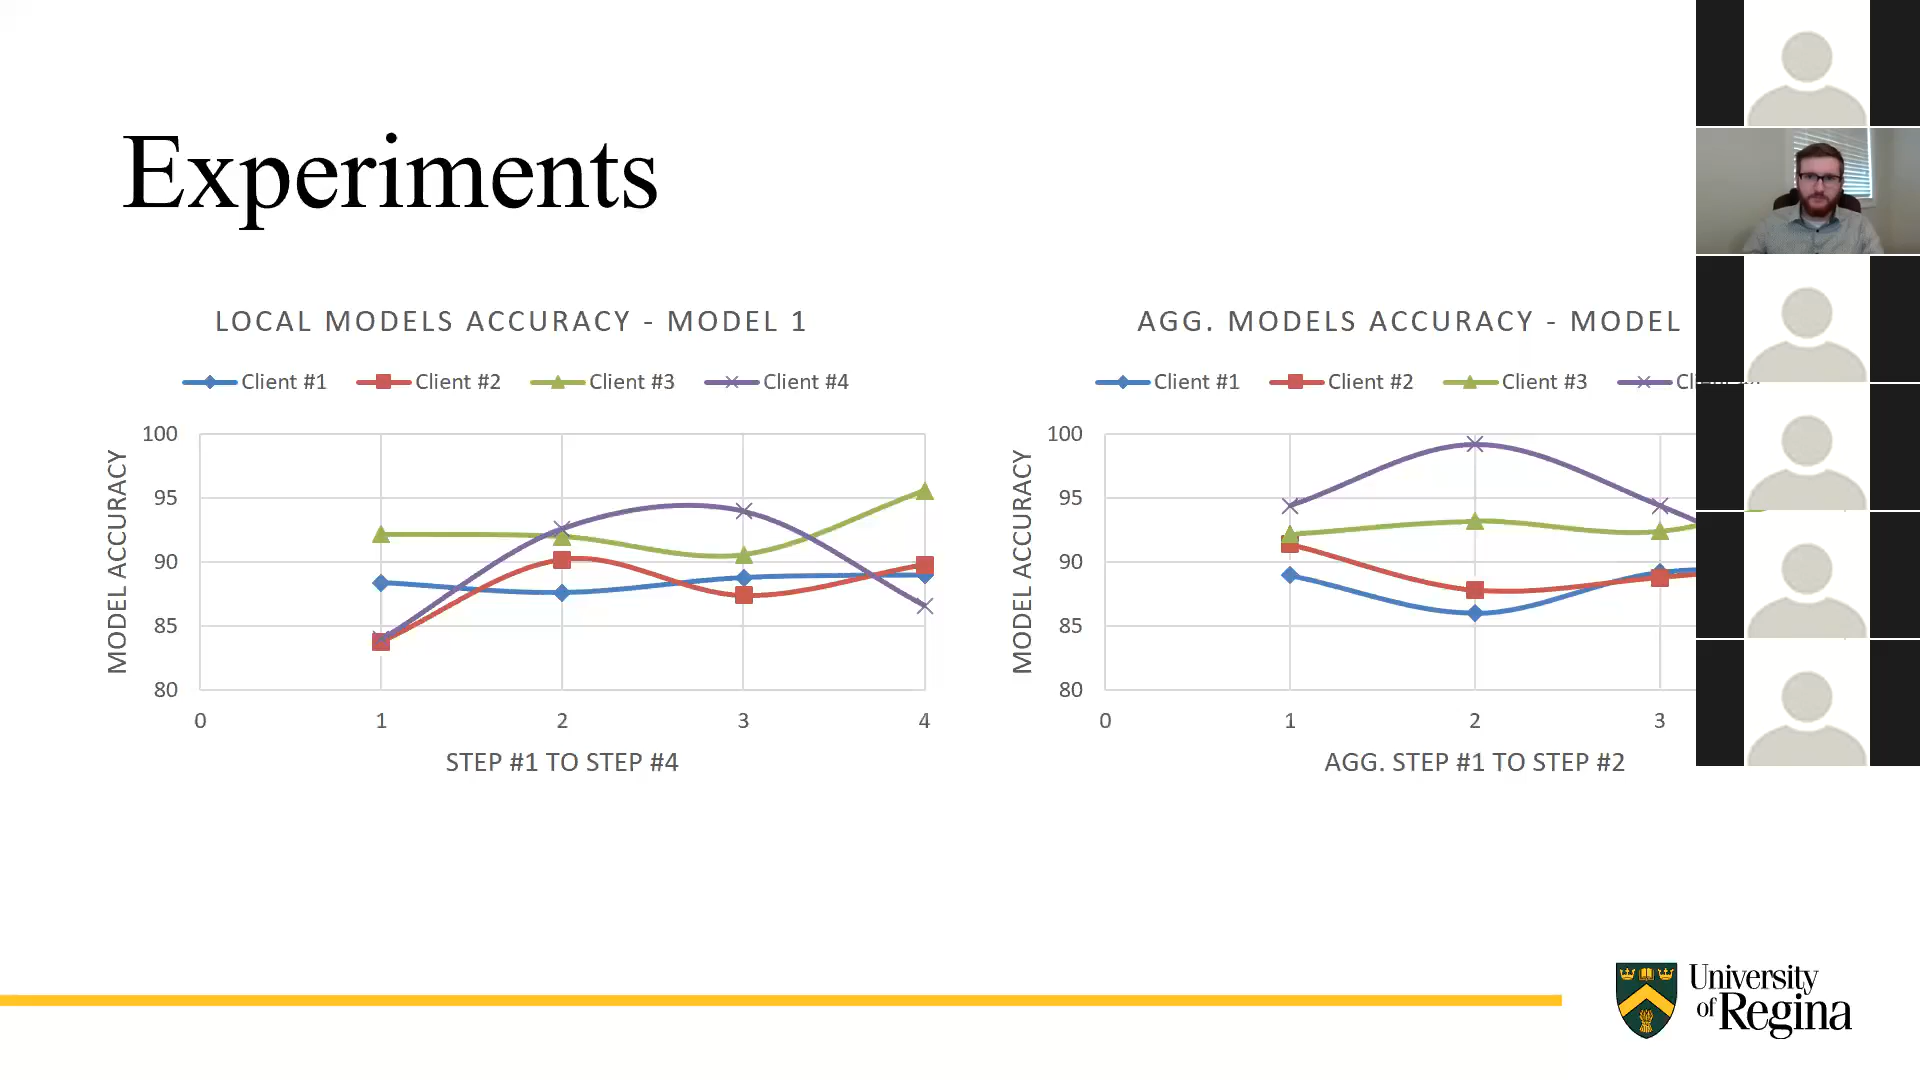 Experiments
LOCAL MODELS ACCURACY - MODEL 1
Client #1 Client #2 Client #3 Client #4
MODEL ACCURACY
100
95
90
85
80
0 1 2 3 4
STEP #1 TO STEP #4
AGG. MODELS ACCURACY - MODEL
Client #1 Client #2 Client #3
MODEL ACCURACY
100
95
90
85
80
0 1 2 3
AGG. STEP #1 TO STEP #2
University
of Regina